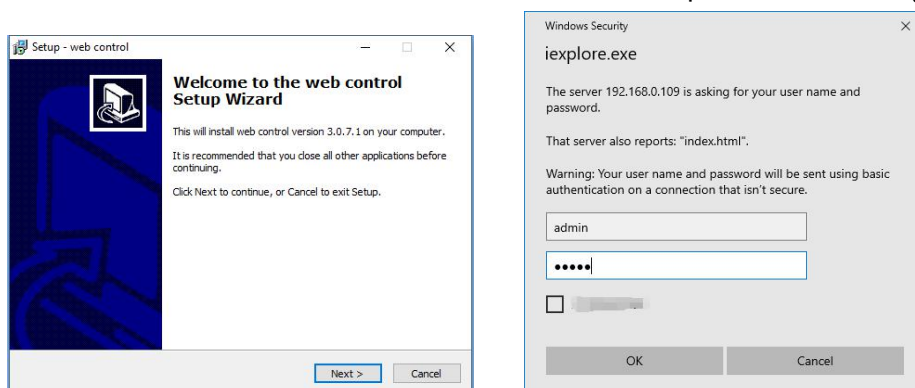 Setup - web control
Welcome to the web control
Setup Wizard
This will install web control version 3.0.7.1 on your computer.
It is recommended that you close all other applications before
continuing.
Click Next to continue, or Cancel to exit Setup.
Next >
Cancel
Windows Security
iexplore.exe
The server 192.168.0.109 is asking for your user name and
password.
That server also reports: "index.html".
Warning: Your user name and password will be sent using basic
authentication on a connection that isn't secure.
admin
•••••
OK
Cancel